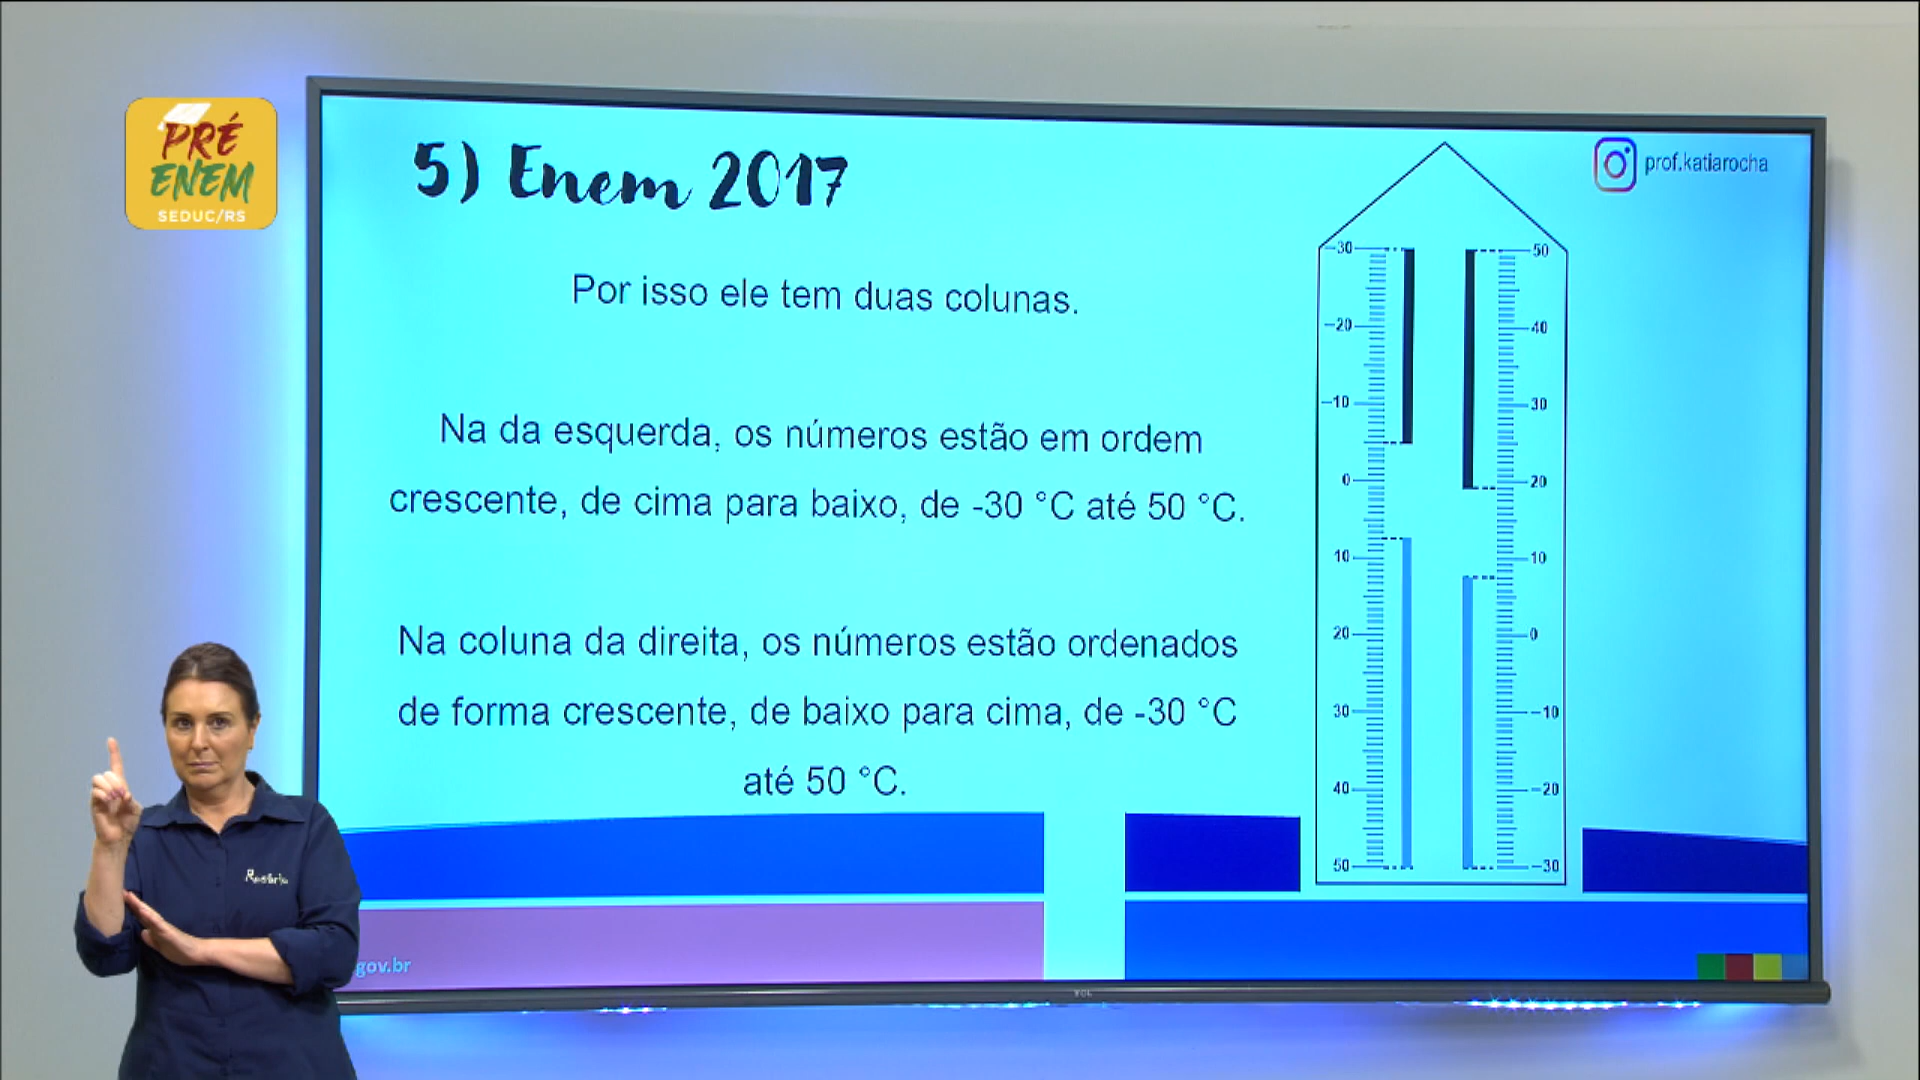 PRÉ
ENEM
SEDUC/RS
5) Enem 2017
prof.katiarocha
Por isso ele tem duas colunas.
Na da esquerda, os números estão em ordem
crescente, de cima para baixo, de -30 °C até 50 °C.
Na coluna da direita, os números estão ordenados
de forma crescente, de baixo para cima, de -30 °C
até 50 °C.
-30 50
-20 40
-10 30
0 20
10 10
20 0
30 -10
40 -20
50 -30
gov.br
TCL